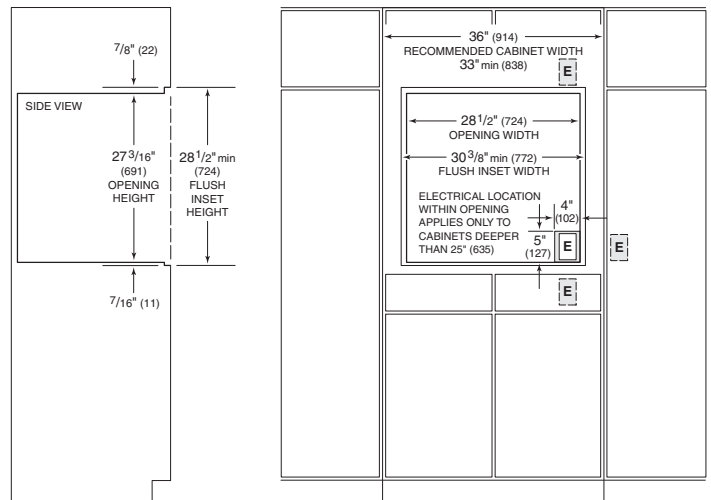 7/8" (22)
SIDE VIEW
27 3/16"
(691)
OPENING
HEIGHT
28 1/2" min
(724)
FLUSH
INSET
HEIGHT
7/16" (11)
36" (914)
RECOMMENDED CABINET WIDTH
33" min (838)
E
28 1/2" (724)
OPENING WIDTH
30 3/8" min (772)
FLUSH INSET WIDTH
ELECTRICAL LOCATION
WITHIN OPENING
APPLIES ONLY TO
CABINETS DEEPER
THAN 25" (635)
4"
(102)
5"
(127)
E
E
E